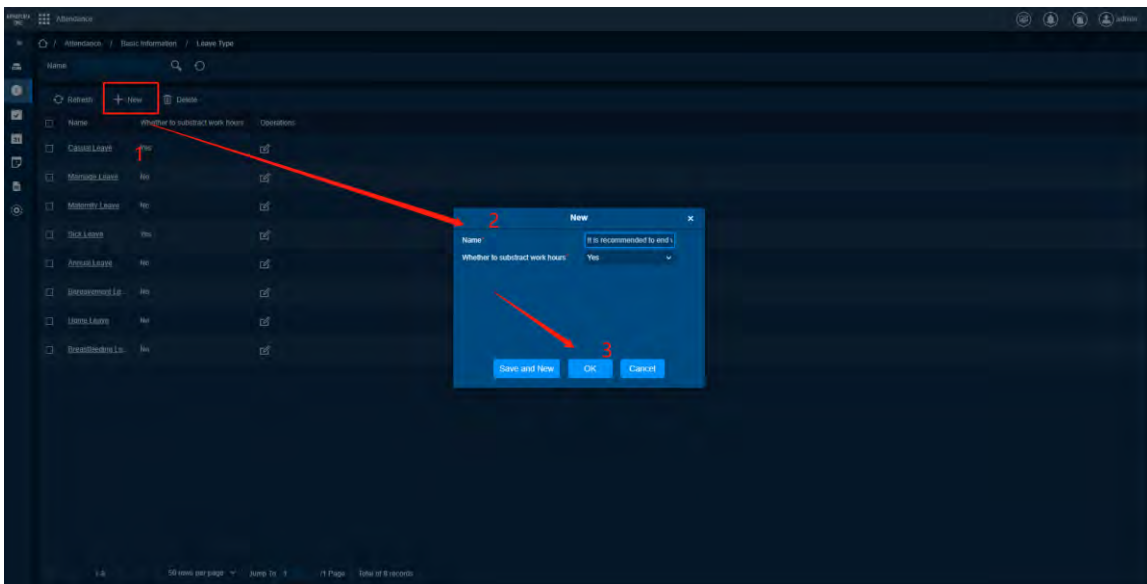 Attendance
admin
/ Attendance / Basic Information / Leave Type
Name
Refresh New Delete
Name Whether to substract work hours Operations
Casual Leave Yes
1
Marriage Leave No
Maternity Leave No
Sick Leave Yes
Annual Leave No
No
Home Leave No
No
2 New ×
Name It is recommended to end
Whether to substract work hours Yes
3
Save and New OK Cancel
50 rows per page Jump To 1 /1 Page Total of 8 records